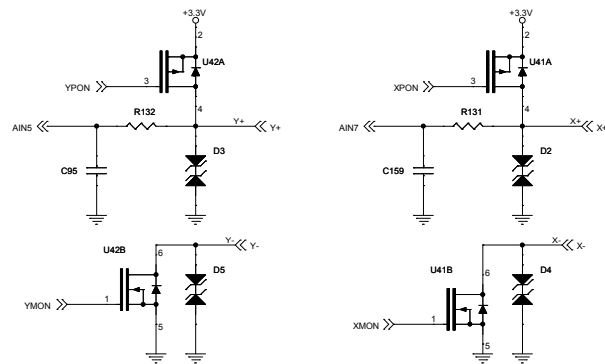 +3.3V
2
U42A
YPON
3
4
R132
AIN5
Y+
Y+
D3
C95
Y-
Y-
U42B
6
D5
YMON
1
5
+3.3V
2
U41A
XPON
3
4
R131
AIN7
X+
X+
D2
C159
X-
X-
U41B
6
D4
XMON
1
5